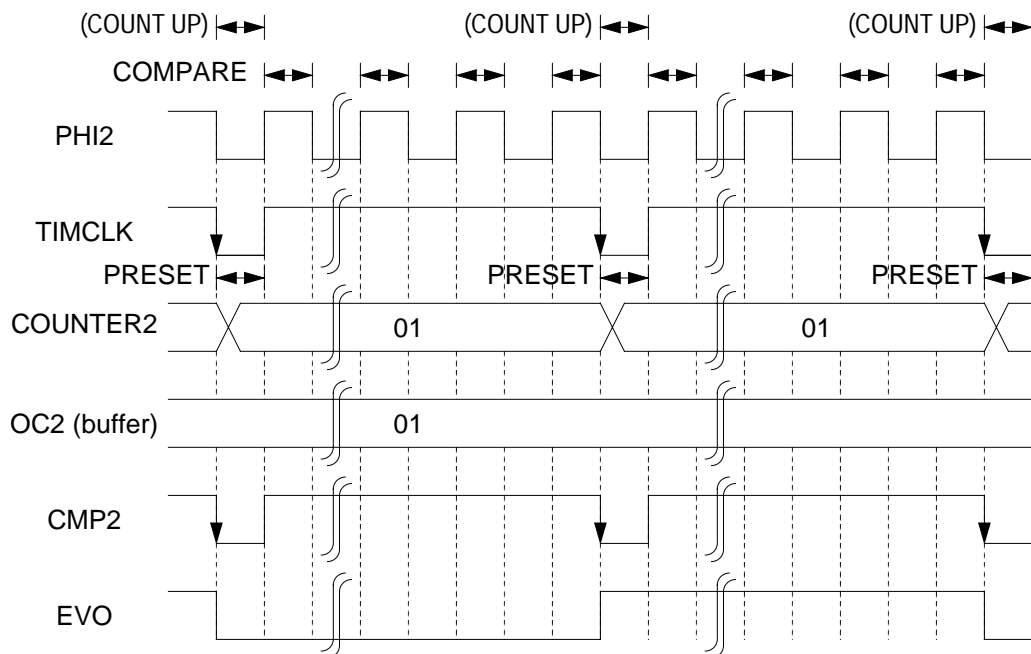 (COUNT UP) (COUNT UP) (COUNT UP)
COMPARE
PHI2
TIMCLK
PRESET PRESET PRESET
COUNTER2 01 01
OC2 (buffer) 01
CMP2
EVO